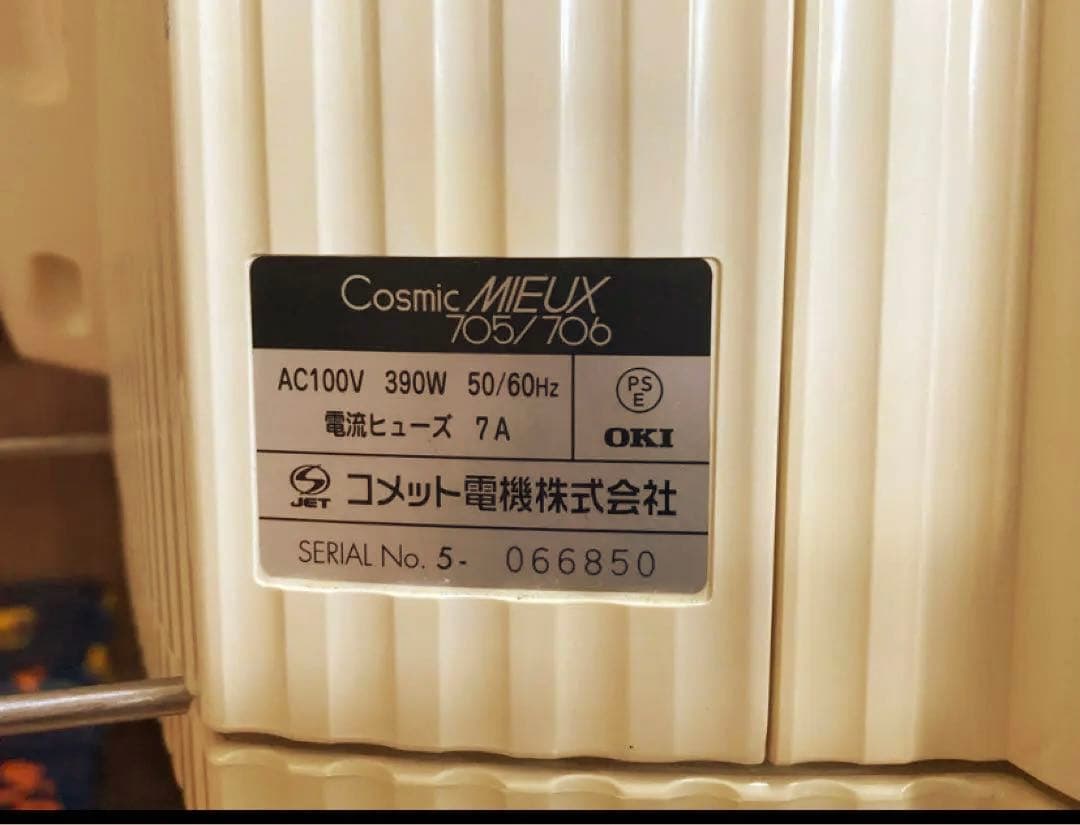 Cosmic MIEUX
705/706
AC100V 390W 50/60Hz
電流ヒューズ 7A
PS
E
OKI
JET コメット電機株式会社
SERIAL No. 5- 066850